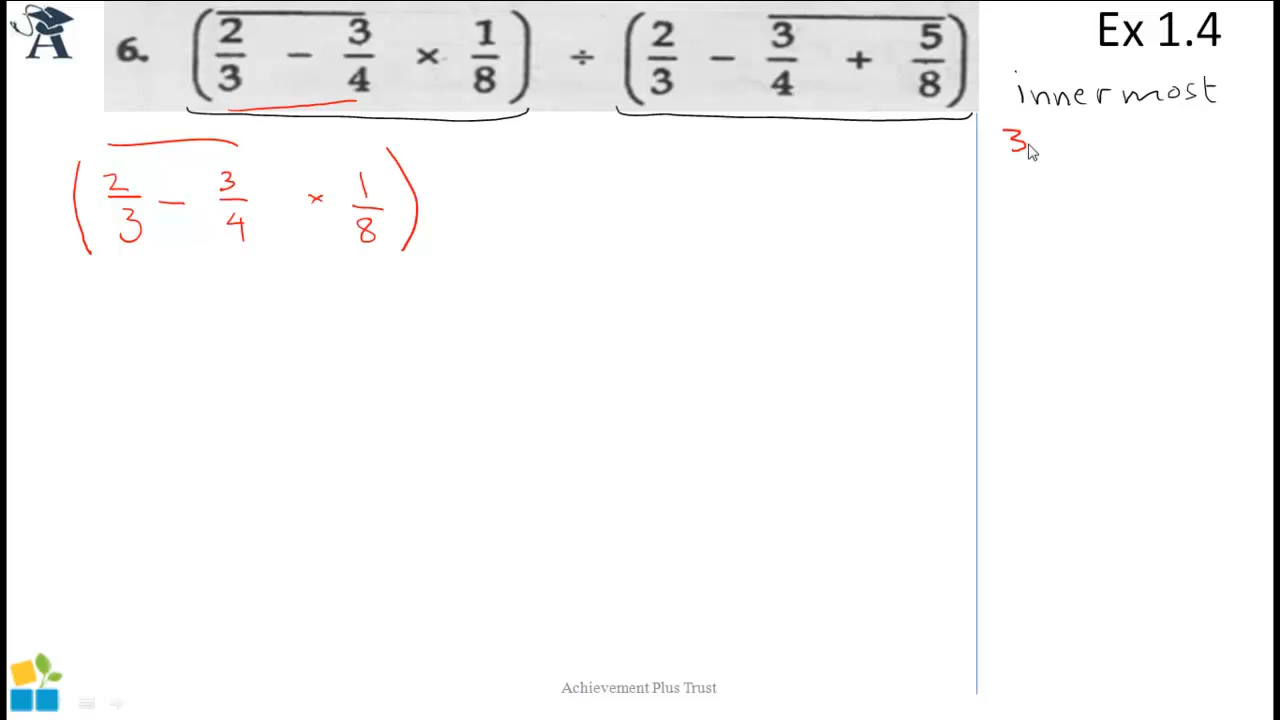 Ex 1.4
6. (2/3 − 3/4 × 1/8) ÷ (2/3 − 3/4 + 5/8)
innermost
3
(2/3 − 3/4 × 1/8)
Achievement Plus Trust